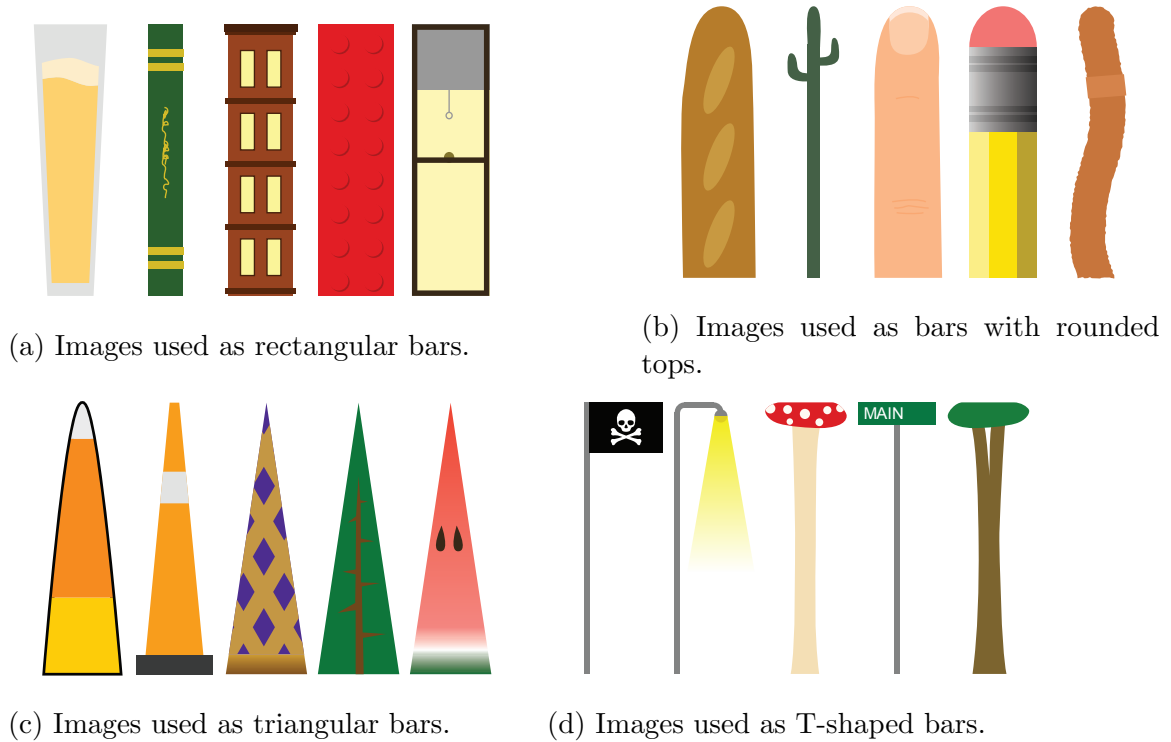 (a) Images used as rectangular bars.
(b) Images used as bars with rounded
tops.
MAIN
(c) Images used as triangular bars.
(d) Images used as T-shaped bars.